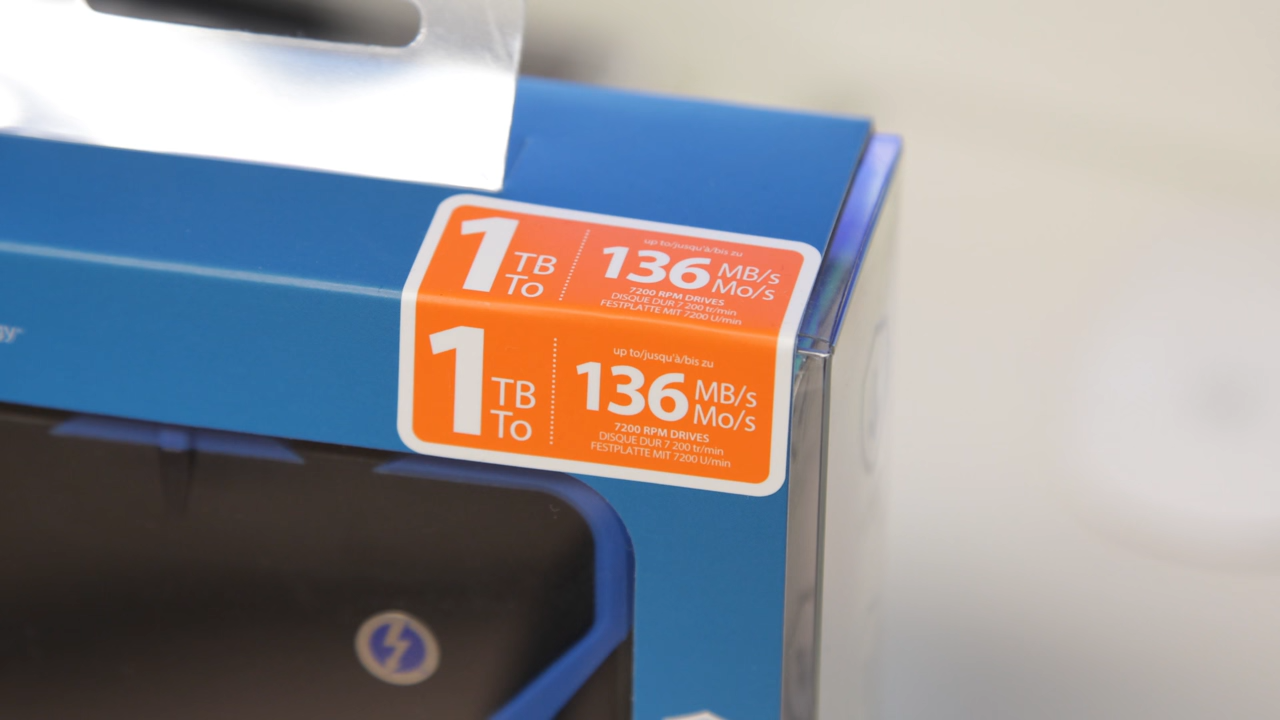 1 TB
To
up to/jusqu'à/bis zu
136 MB/s
Mo/s
7200 RPM DRIVES
DISQUE DUR 7 200 tr/min
FESTPLATTE MIT 7200 U/min
1 TB
To
up to/jusqu'à/bis zu
136 MB/s
Mo/s
7200 RPM DRIVES
DISQUE DUR 7 200 tr/min
FESTPLATTE MIT 7200 U/min